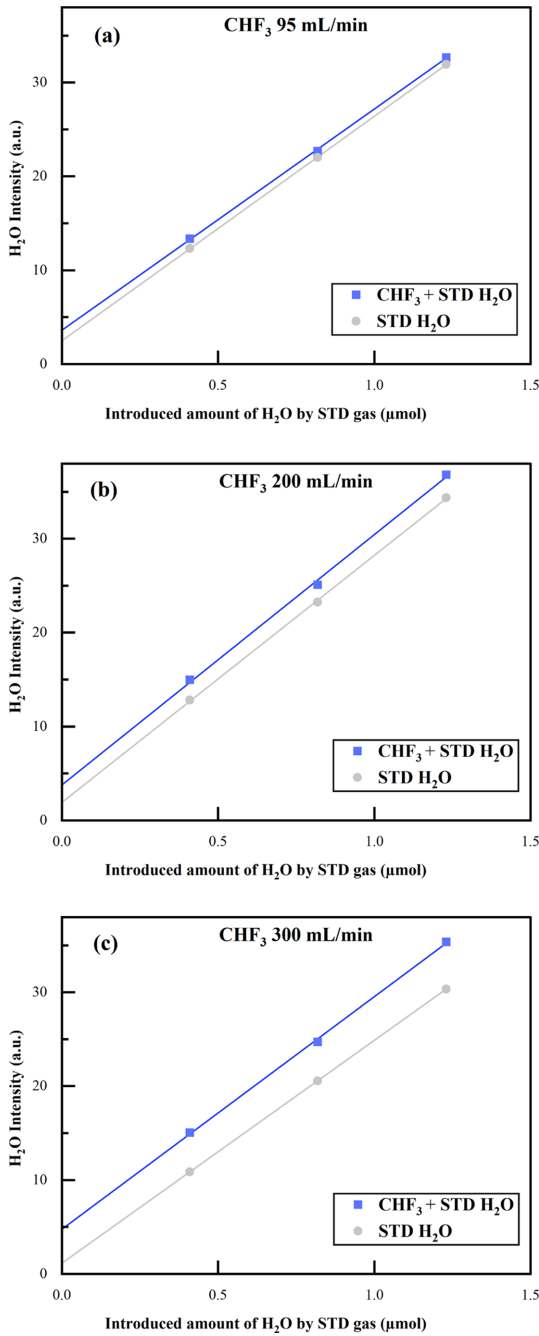 (a)
CHF₃ 95 mL/min
30
20
10
0
H₂O Intensity (a.u.)
CHF₃ + STD H₂O
STD H₂O
0.0 0.5 1.0 1.5
Introduced amount of H₂O by STD gas (µmol)
(b)
CHF₃ 200 mL/min
30
20
10
0
H₂O Intensity (a.u.)
CHF₃ + STD H₂O
STD H₂O
0.0 0.5 1.0 1.5
Introduced amount of H₂O by STD gas (µmol)
(c)
CHF₃ 300 mL/min
30
20
10
0
H₂O Intensity (a.u.)
CHF₃ + STD H₂O
STD H₂O
0.0 0.5 1.0 1.5
Introduced amount of H₂O by STD gas (µmol)